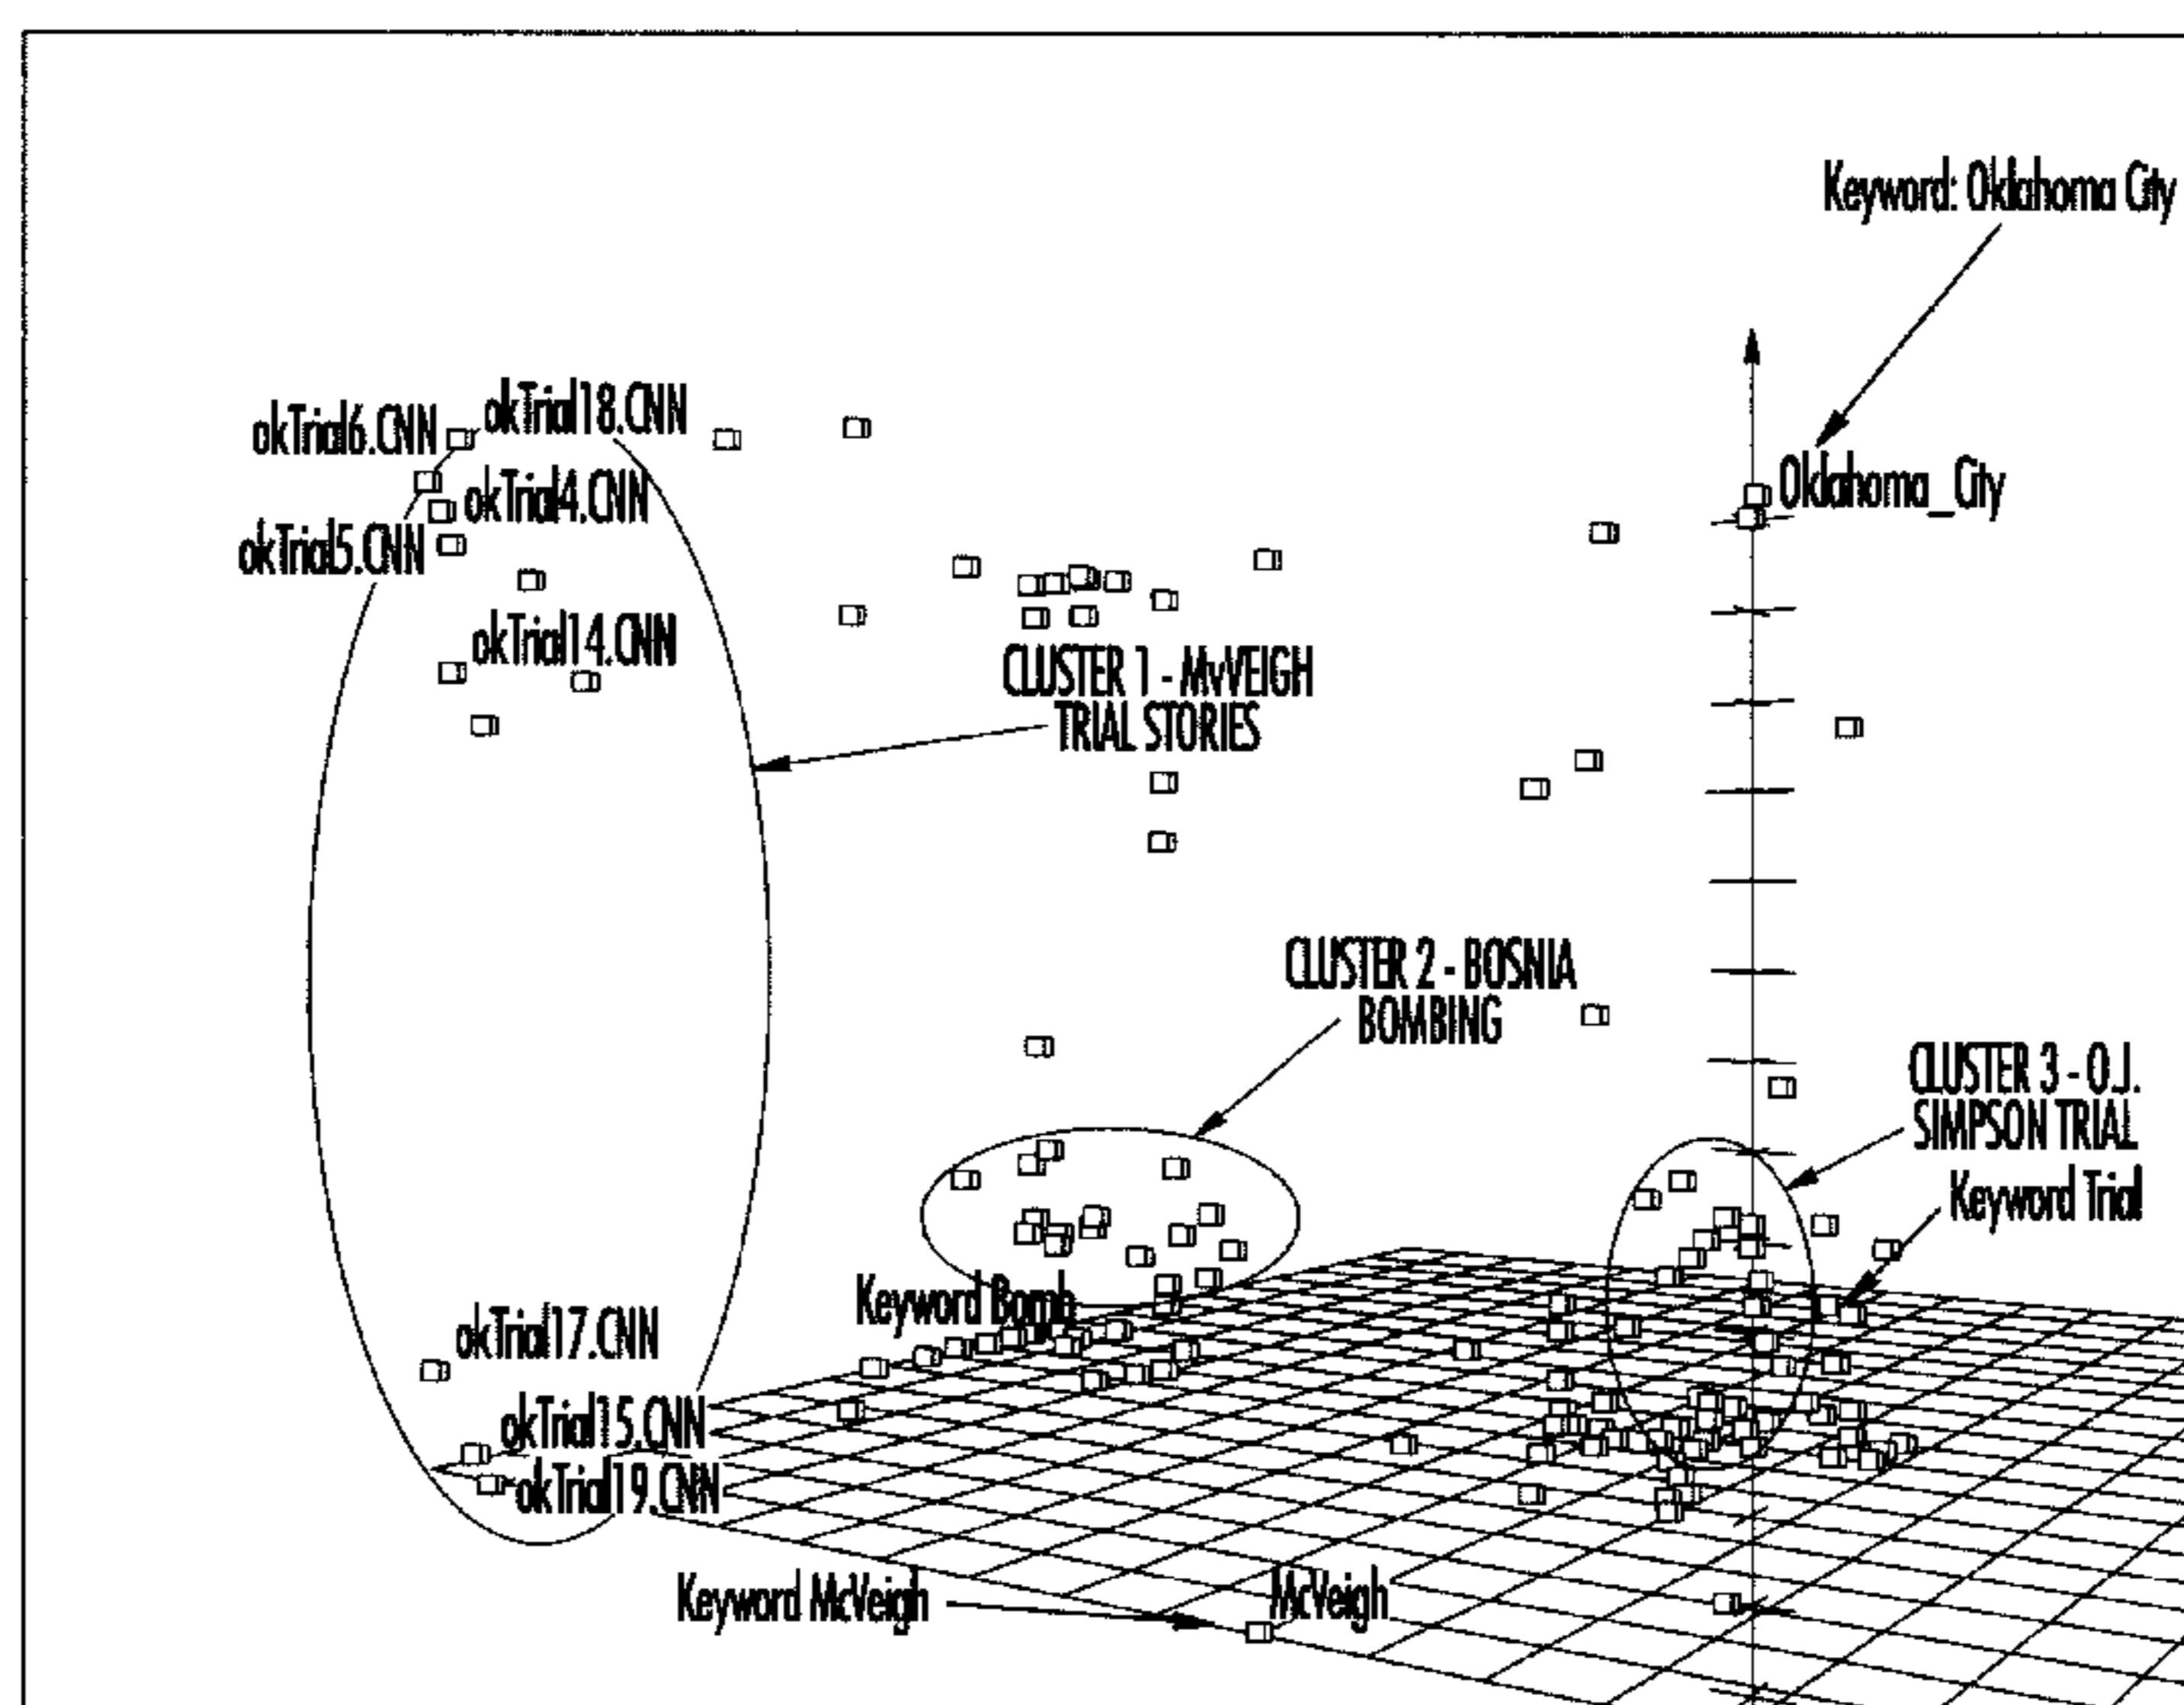 Keyword: Oklahoma City
okTrial6.CNN
okTrial18.CNN
okTrial4.CNN
Oklahoma_City
okTrial5.CNN
okTrial14.CNN
CLUSTER 1 - MvVEIGH
TRIAL STORIES
CLUSTER 2 - BOSNIA
BOMBING
CLUSTER 3 - O.J.
SIMPSON TRIAL
Keyword Trial
Keyword Bomb
okTrial17.CNN
okTrial15.CNN
okTrial19.CNN
Keyword McVeigh
McVeigh